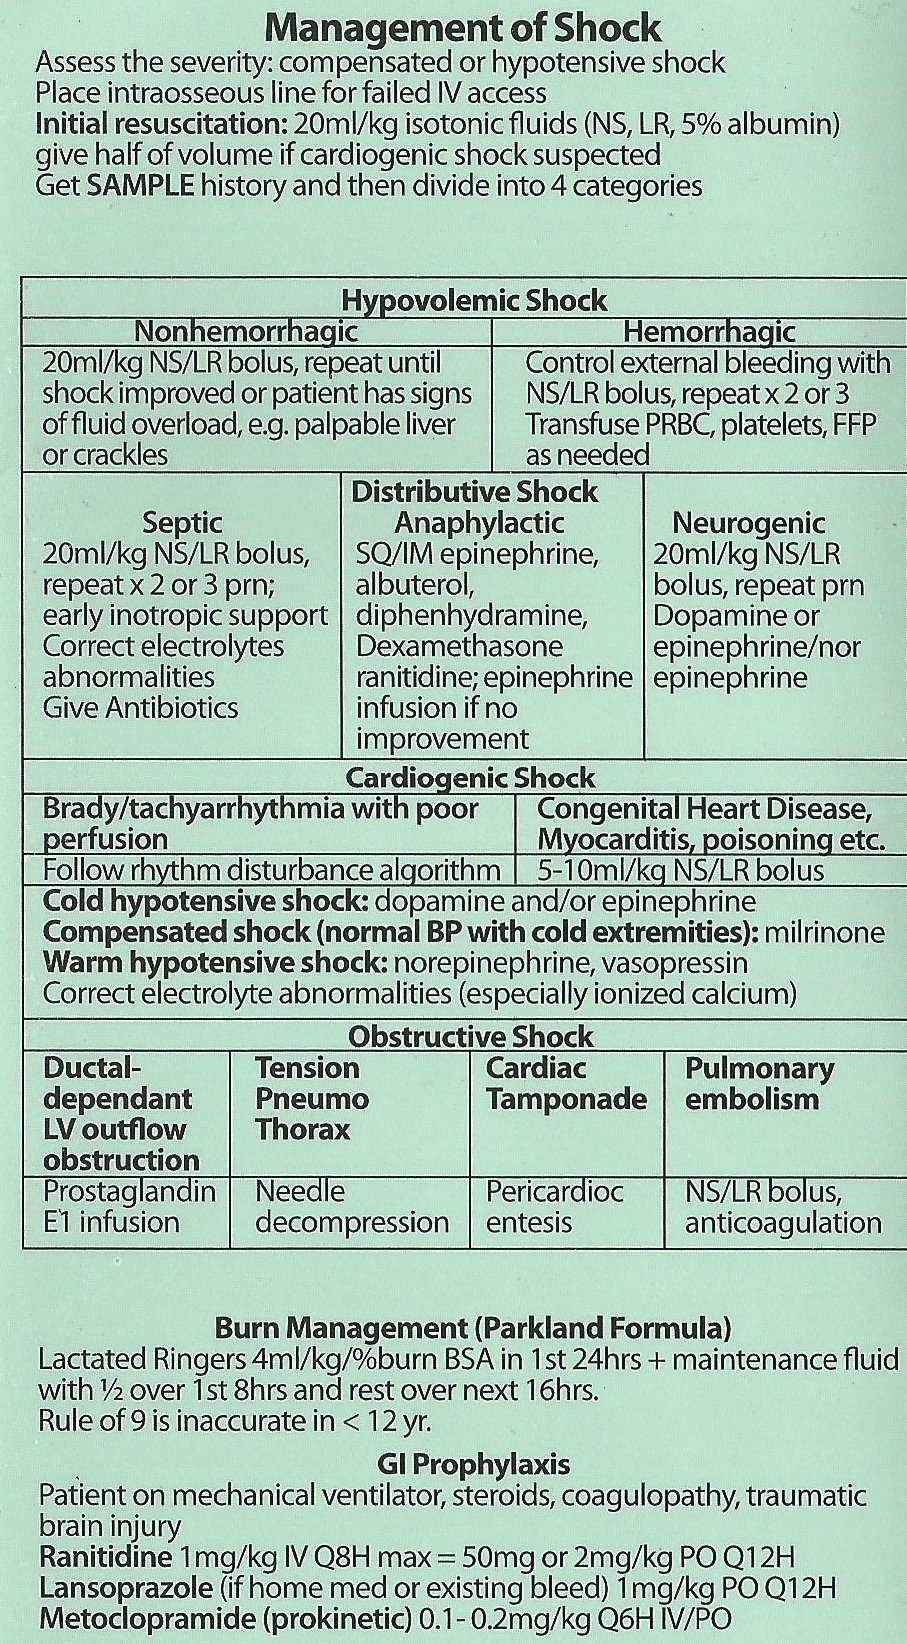 Management of Shock
Assess the severity: compensated or hypotensive shock
Place intraosseous line for failed IV access
Initial resuscitation: 20ml/kg isotonic fluids (NS, LR, 5% albumin)
give half of volume if cardiogenic shock suspected
Get SAMPLE history and then divide into 4 categories
Hypovolemic Shock
Nonhemorrhagic
20ml/kg NS/LR bolus, repeat until
shock improved or patient has signs
of fluid overload, e.g. palpable liver
or crackles
Hemorrhagic
Control external bleeding with
NS/LR bolus, repeat x 2 or 3
Transfuse PRBC, platelets, FFP
as needed
Distributive Shock
Septic
20ml/kg NS/LR bolus,
repeat x 2 or 3 prn;
early inotropic support
Correct electrolytes
abnormalities
Give Antibiotics
Anaphylactic
SQ/IM epinephrine,
albuterol,
diphenhydramine,
Dexamethasone
ranitidine; epinephrine
infusion if no
improvement
Neurogenic
20ml/kg NS/LR
bolus, repeat prn
Dopamine or
epinephrine/nor
epinephrine
Cardiogenic Shock
Brady/tachyarrhythmia with poor
perfusion
Follow rhythm disturbance algorithm
Congenital Heart Disease,
Myocarditis, poisoning etc.
5-10ml/kg NS/LR bolus
Cold hypotensive shock: dopamine and/or epinephrine
Compensated shock (normal BP with cold extremities): milrinone
Warm hypotensive shock: norepinephrine, vasopressin
Correct electrolyte abnormalities (especially ionized calcium)
Obstructive Shock
Ductal-
dependant
LV outflow
obstruction
Prostaglandin
E1 infusion
Tension
Pneumo
Thorax
Needle
decompression
Cardiac
Tamponade
Pericardioc
entesis
Pulmonary
embolism
NS/LR bolus,
anticoagulation
Burn Management (Parkland Formula)
Lactated Ringers 4ml/kg/%burn BSA in 1st 24hrs + maintenance fluid
with ½ over 1st 8hrs and rest over next 16hrs.
Rule of 9 is inaccurate in < 12 yr.
GI Prophylaxis
Patient on mechanical ventilator, steroids, coagulopathy, traumatic
brain injury
Ranitidine 1mg/kg IV Q8H max = 50mg or 2mg/kg PO Q12H
Lansoprazole (if home med or existing bleed) 1mg/kg PO Q12H
Metoclopramide (prokinetic) 0.1- 0.2mg/kg Q6H IV/PO